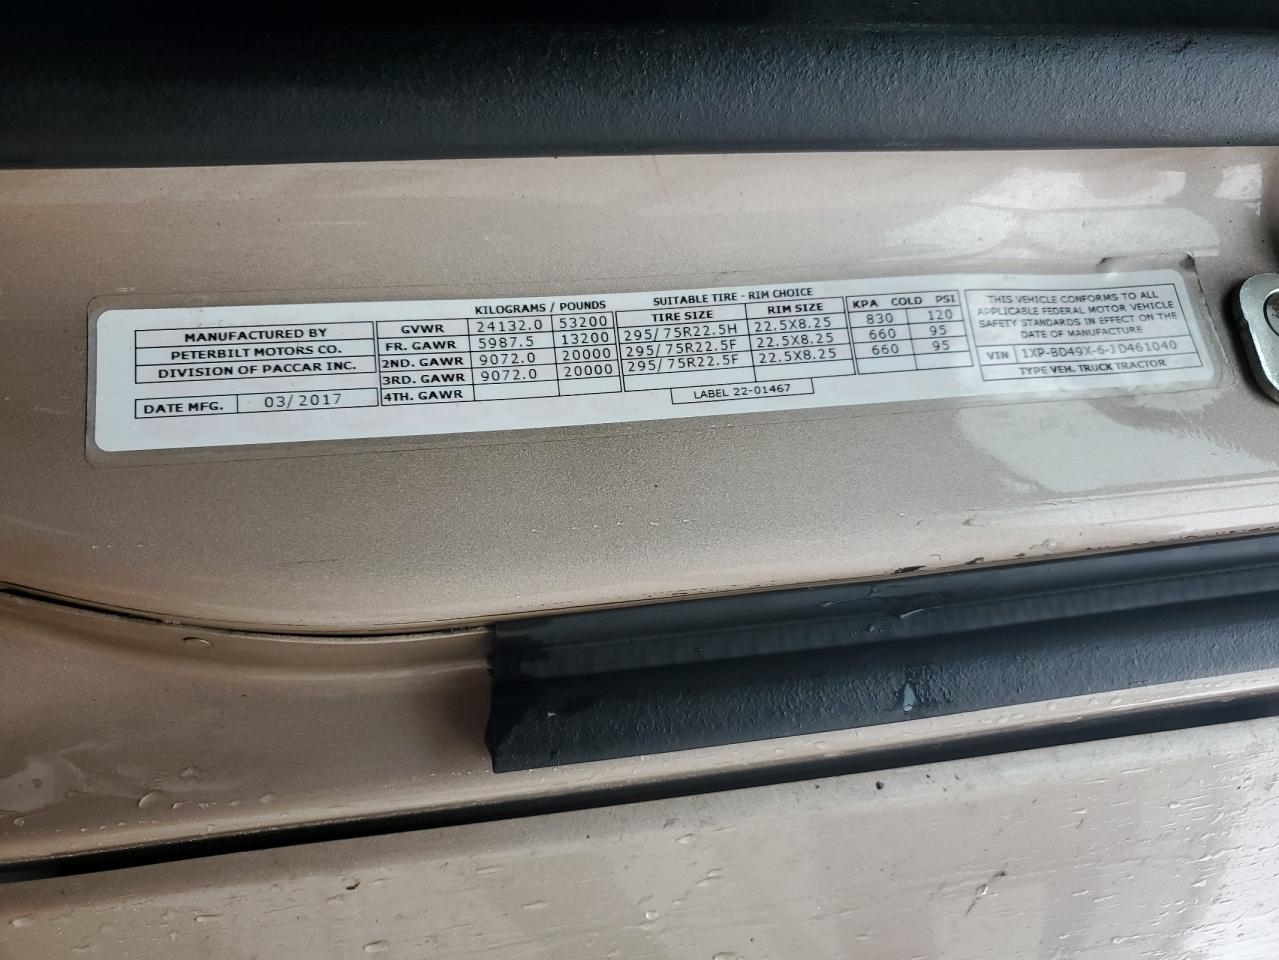 MANUFACTURED BY
PETERBILT MOTORS CO.
DIVISION OF PACCAR INC.
DATE MFG. 03/2017
KILOGRAMS / POUNDS
GVWR 24132.0 53200
FR. GAWR 5987.5 13200
2ND. GAWR 9072.0 20000
3RD. GAWR 9072.0 20000
4TH. GAWR
SUITABLE TIRE - RIM CHOICE
TIRE SIZE RIM SIZE
295/75R22.5H 22.5X8.25
295/75R22.5F 22.5X8.25
295/75R22.5F 22.5X8.25
LABEL 22-01467
KPA COLD PSI
830 120
660 95
660 95
THIS VEHICLE CONFORMS TO ALL
APPLICABLE FEDERAL MOTOR VEHICLE
SAFETY STANDARDS IN EFFECT ON THE
DATE OF MANUFACTURE
VIN 1XP-BD49X-6-JD461040
TYPE VEH. TRUCK TRACTOR